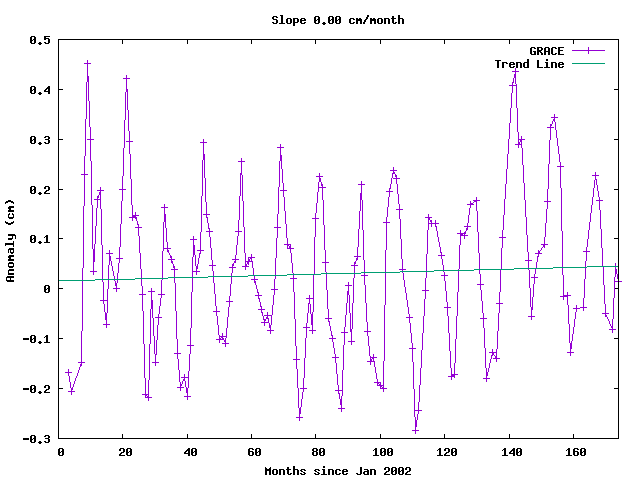 Slope 0.00 cm/month
GRACE
Trend Line
0.5
0.4
0.3
0.2
0.1
0
-0.1
-0.2
-0.3
Anomaly (cm)
0 20 40 60 80 100 120 140 160
Months since Jan 2002